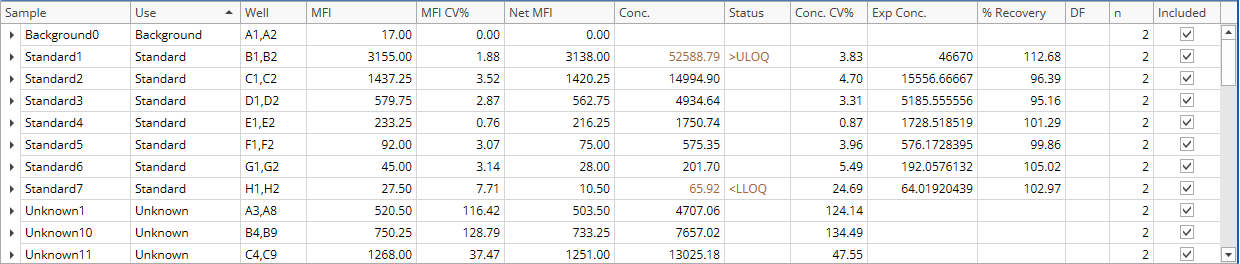 Sample Use Well MFI MFI CV% Net MFI Conc. Status Conc. CV% Exp Conc. % Recovery DF n Included
Background0 Background A1,A2 17.00 0.00 0.00 2
Standard1 Standard B1,B2 3155.00 1.88 3138.00 52588.79 >ULOQ 3.83 46670 112.68 2
Standard2 Standard C1,C2 1437.25 3.52 1420.25 14994.90 4.70 15556.66667 96.39 2
Standard3 Standard D1,D2 579.75 2.87 562.75 4934.64 3.31 5185.555556 95.16 2
Standard4 Standard E1,E2 233.25 0.76 216.25 1750.74 0.87 1728.518519 101.29 2
Standard5 Standard F1,F2 92.00 3.07 75.00 575.35 3.96 576.1728395 99.86 2
Standard6 Standard G1,G2 45.00 3.14 28.00 201.70 5.49 192.0576132 105.02 2
Standard7 Standard H1,H2 27.50 7.71 10.50 65.92 <LLOQ 24.69 64.01920439 102.97 2
Unknown1 Unknown A3,A8 520.50 116.42 503.50 4707.06 124.14 2
Unknown10 Unknown B4,B9 750.25 128.79 733.25 7657.02 134.49 2
Unknown11 Unknown C4,C9 1268.00 37.47 1251.00 13025.18 47.55 2